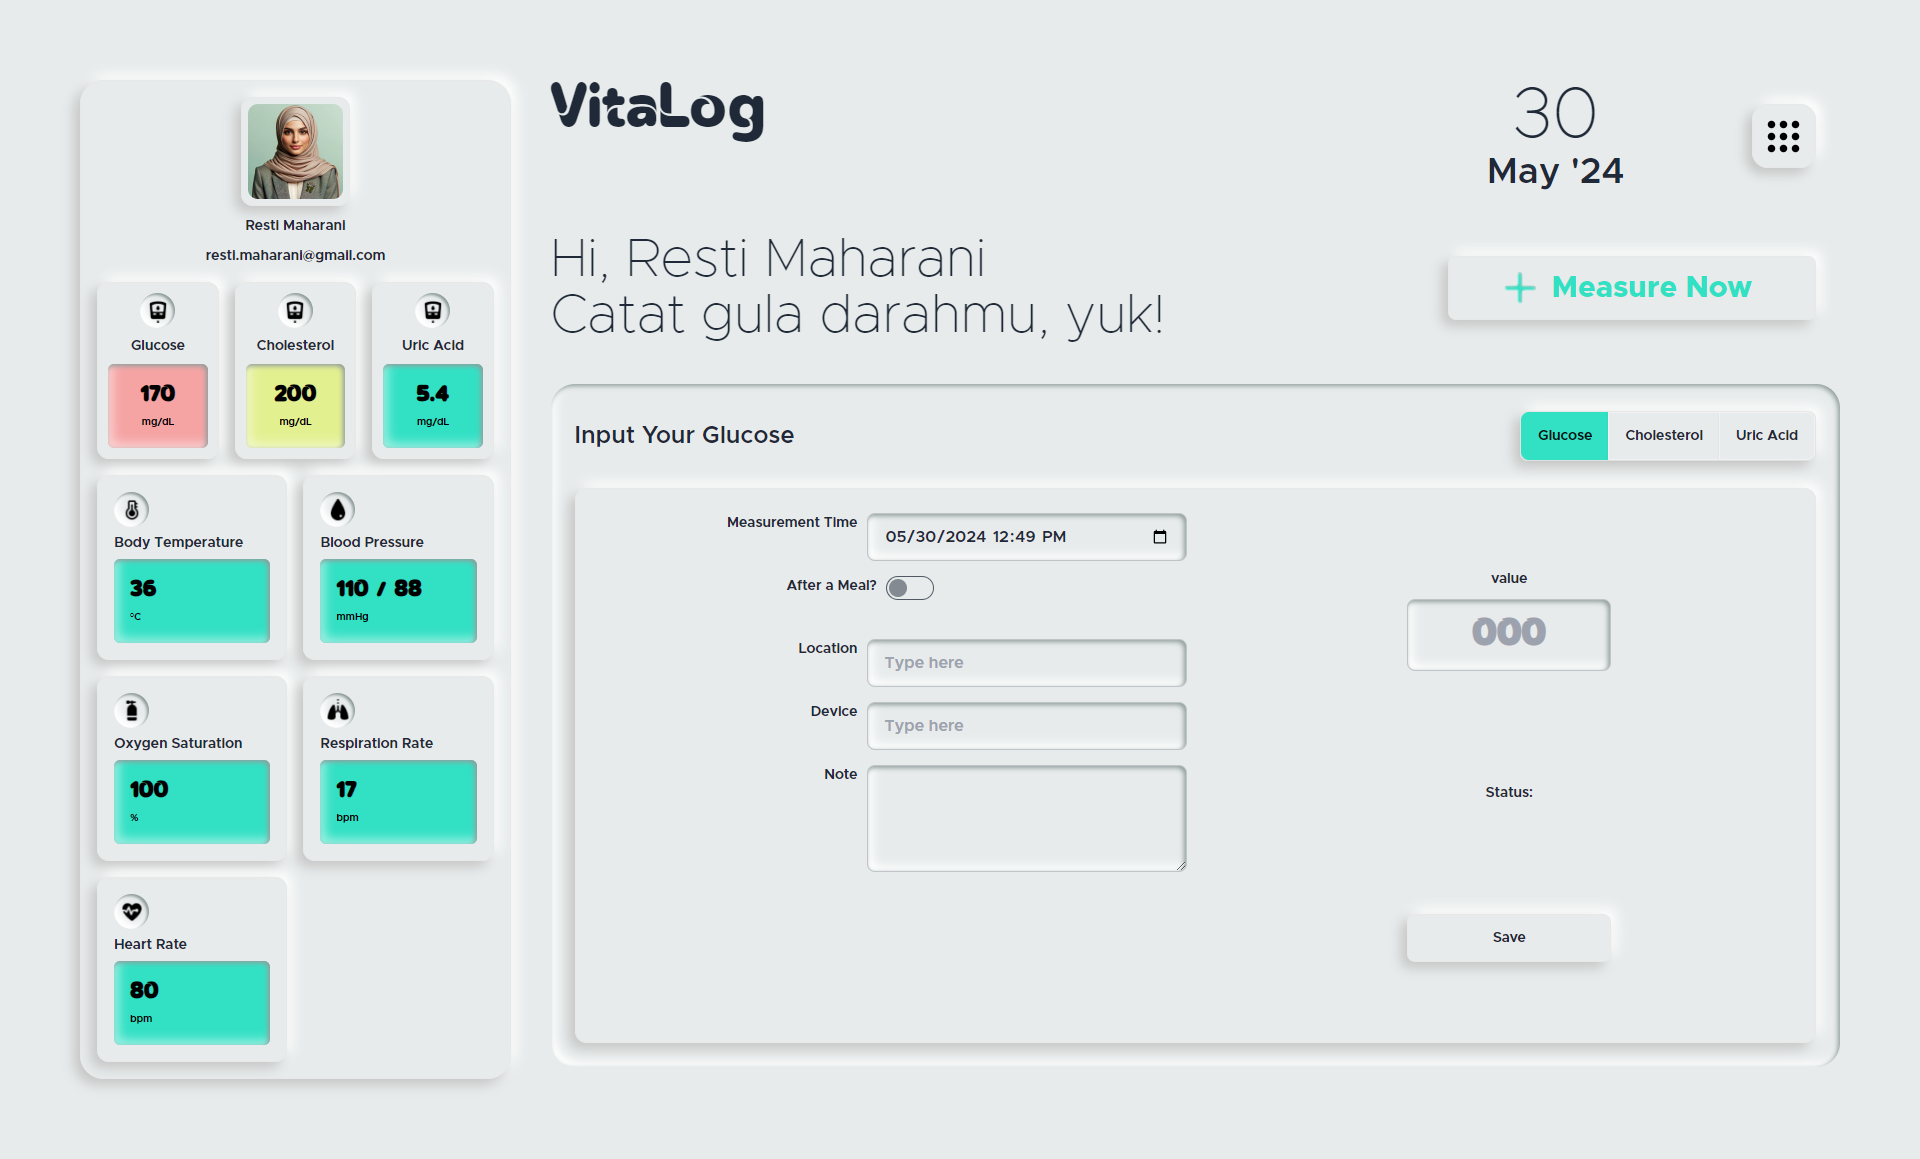 Resti Maharani
resti.maharani@gmail.com
Glucose
170
mg/dL
Cholesterol
200
mg/dL
Uric Acid
5.4
mg/dL
Body Temperature
36
°C
Blood Pressure
110 / 88
mmHg
Oxygen Saturation
100
%
Respiration Rate
17
bpm
Heart Rate
80
bpm
VitaLog
30
May '24
Hi, Resti Maharani
Catat gula darahmu, yuk!
Measure Now
Input Your Glucose
Glucose
Cholesterol
Uric Acid
Measurement Time
05/30/2024 12:49 PM
After a Meal?
Location
Type here
Device
Type here
Note
value
000
Status:
Save